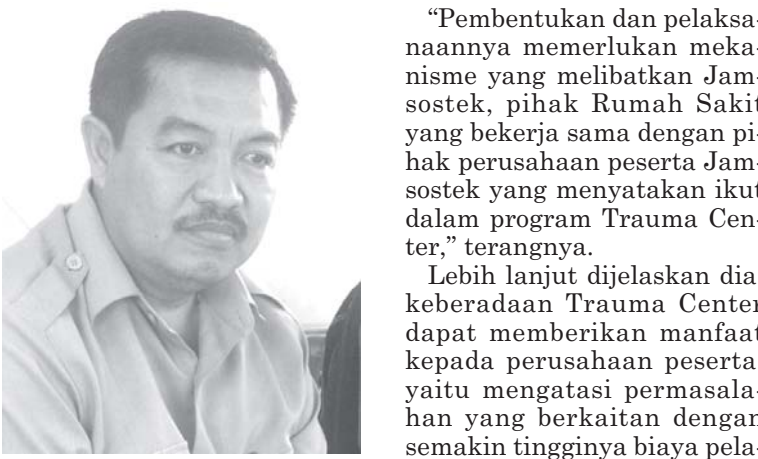 “Pembentukan dan pelaksa-
naannya memerlukan meka-
nisme yang melibatkan Jam-
sostek, pihak Rumah Sakit
yang bekerja sama dengan pi-
hak perusahaan peserta Jam-
sostek yang menyatakan ikut
dalam program Trauma Cen-
ter,” terangnya.
Lebih lanjut dijelaskan dia
keberadaan Trauma Center
dapat memberikan manfaat
kepada perusahaan peserta
yaitu mengatasi permasala-
han yang berkaitan dengan
semakin tingginya biaya pela-